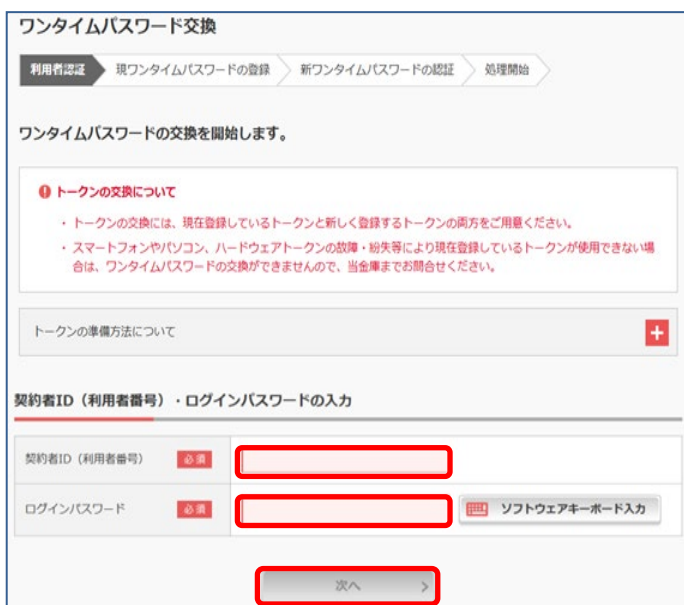 ワンタイムパスワード交換
利用者認証 現ワンタイムパスワードの登録 新ワンタイムパスワードの認証 処理開始
ワンタイムパスワードの交換を開始します。
トークンの交換について
・ トークンの交換には、現在登録しているトークンと新しく登録するトークンの両方をご用意ください。
・ スマートフォンやパソコン、ハードウェアトークンの故障・紛失等により現在登録しているトークンが使用できない場
合は、ワンタイムパスワードの交換ができませんので、当金庫までお問合せください。
トークンの準備方法について
契約者ID（利用者番号）・ログインパスワードの入力
契約者ID（利用者番号） 必須
ログインパスワード 必須 ソフトウェアキーボード入力
次へ